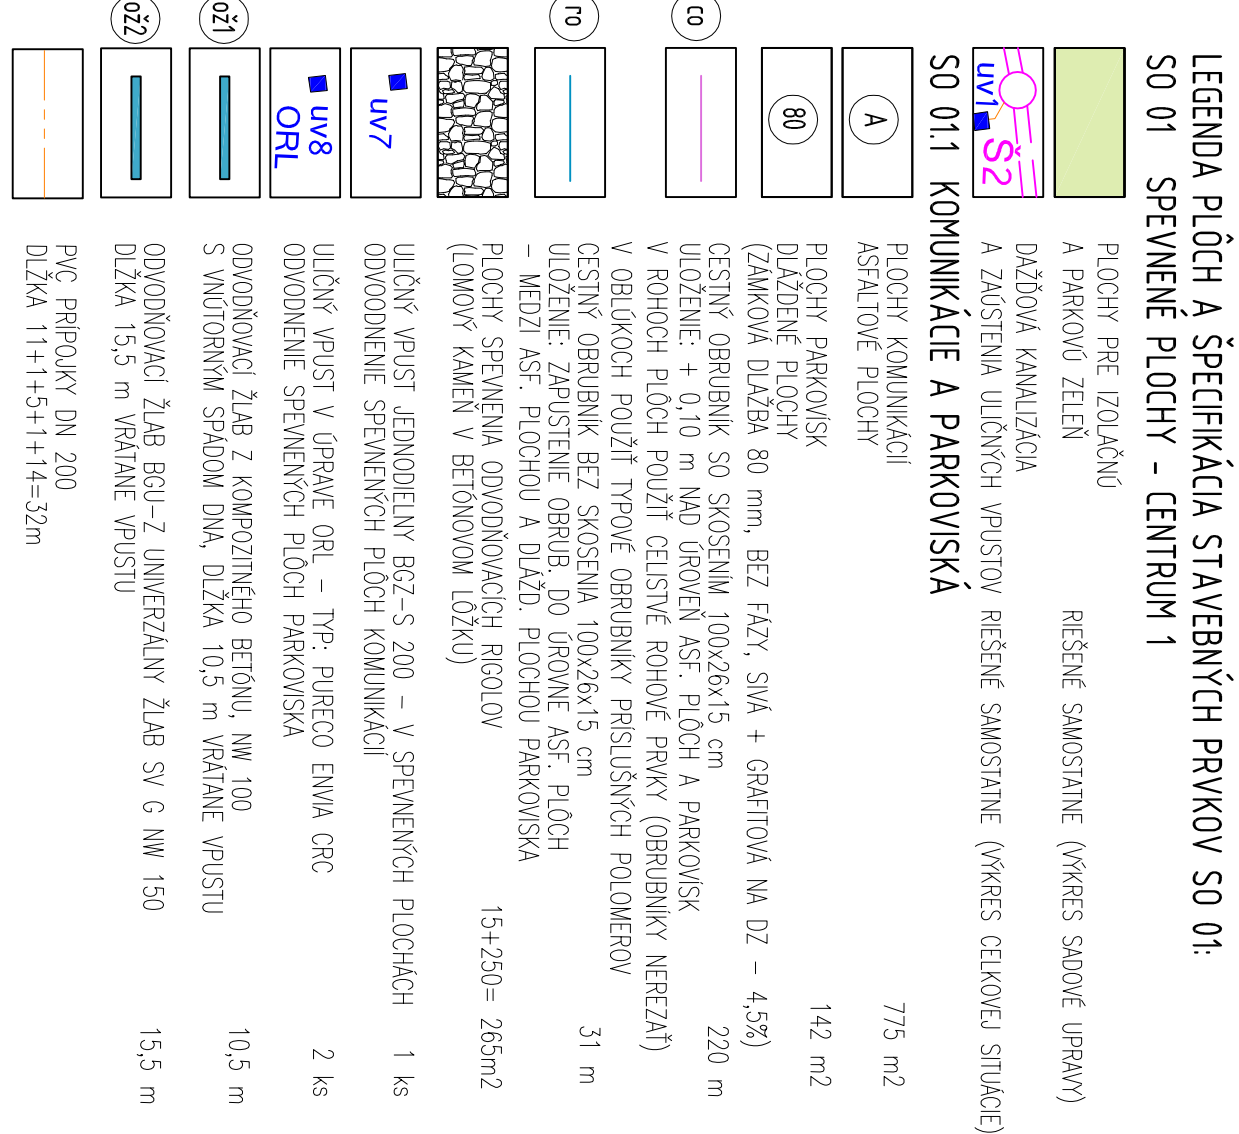 LEGENDA PLÔCH A ŠPECIFIKÁCIA STAVEBNÝCH PRVKOV SO 01:
SO 01 SPEVNENÉ PLOCHY - CENTRUM 1
PLOCHY PRE IZOLAČNÚ
A PARKOVÚ ZELEŇ RIEŠENÉ SAMOSTATNE (VÝKRES SADOVÉ UPRAVY)
uv1 Š2
DAŽĎOVÁ KANALIZÁCIA
A ZAÚSTENIA ULIČNÝCH VPUSTOV RIEŠENÉ SAMOSTATNE (VÝKRES CELKOVEJ SITUÁCIE)
SO 01.1 KOMUNIKÁCIE A PARKOVISKÁ
A
PLOCHY KOMUNIKÁCIÍ 775 m2
ASFALTOVÉ PLOCHY
80
PLOCHY PARKOVÍSK 142 m2
DLÁŽDENÉ PLOCHY
(ZÁMKOVÁ DLAŽBA 80 mm, BEZ FÁZY, SIVÁ + GRAFITOVÁ NA DZ - 4,5%)
co
CESTNÝ OBRUBNÍK SO SKOSENÍM 100x26x15 cm 220 m
ULOŽENIE: + 0,10 m NAD ÚROVEŇ ASF. PLÔCH A PARKOVÍSK
V ROHOCH PLÔCH POUŽIŤ CELISTVÉ ROHOVÉ PRVKY (OBRUBNÍKY NEREZAŤ)
V OBLÚKOCH POUŽIŤ TYPOVÉ OBRUBNÍKY PRÍSLUŠNÝCH POLOMEROV
ro
CESTNÝ OBRUBNÍK BEZ SKOSENIA 100x26x15 cm 31 m
ULOŽENIE: ZAPUSTENIE OBRUB. DO ÚROVNE ASF. PLÔCH
- MEDZI ASF. PLOCHOU A DLÁŽD. PLOCHOU PARKOVISKA
PLOCHY SPEVNENIA ODVODŇOVACÍCH RIGOLOV 15+250= 265m2
(LOMOVÝ KAMEŇ V BETÓNOVOM LÔŽKU)
uv7
ULIČNÝ VPUST JEDNODIELNY BGZ-S 200 - V SPEVNENÝCH PLOCHÁCH 1 ks
ODVOODNENIE SPEVNENÝCH PLÔCH KOMUNIKÁCIÍ
uv8
ORL
ULIČNÝ VPUST V ÚPRAVE ORL - TYP: PURECO ENVIA CRC 2 ks
ODVODNENIE SPEVNENÝCH PLÔCH PARKOVISKA
ož1
ODVODŇOVACÍ ŽLAB Z KOMPOZITNÉHO BETÓNU, NW 100 10,5 m
S VNÚTORNÝM SPÁDOM DNA, DLŽKA 10,5 m VRÁTANE VPUSTU
ož2
ODVODŇOVACÍ ŽLAB BGU-Z UNIVERZÁLNY ŽLAB SV G NW 150 15,5 m
DLŽKA 15,5 m VRÁTANE VPUSTU
PVC PRÍPOJKY DN 200
DLŽKA 11+1+5+1+14=32m